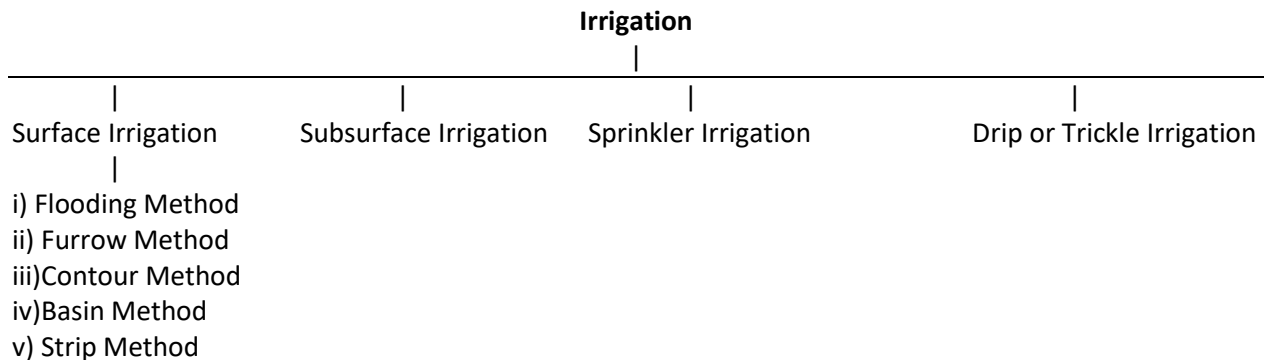 Irrigation
|
| | | |
Surface Irrigation Subsurface Irrigation Sprinkler Irrigation Drip or Trickle Irrigation
|
i) Flooding Method
ii) Furrow Method
iii)Contour Method
iv)Basin Method
v) Strip Method